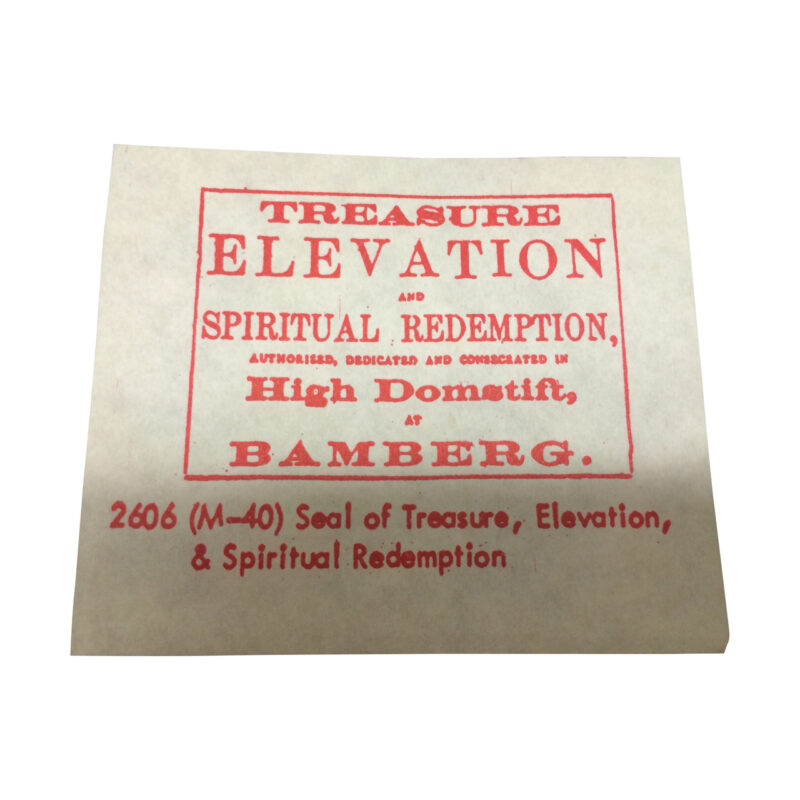 TREASURE
ELEVATION
AND
SPIRITUAL REDEMPTION,
AUTHORISED, DEDICATED AND CONSECRATED IN
High Domstift,
AT
BAMBERG.
2606 (M-40) Seal of Treasure, Elevation,
& Spiritual Redemption